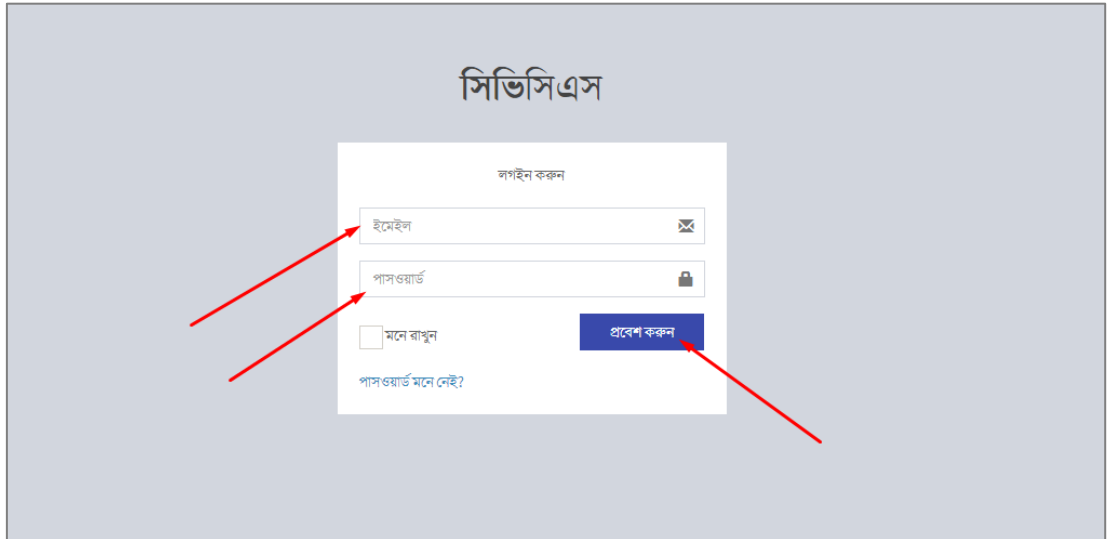 সিভিসিএস
লগইন করুন
ইমেইল
পাসওয়ার্ড
মনে রাখুন
প্রবেশ করুন
পাসওয়ার্ড মনে নেই?